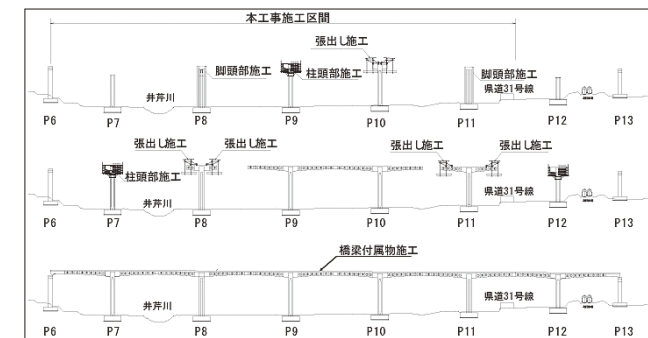 本工事施工区間
張出し施工
脚頭部施工
柱頭部施工
脚頭部施工
県道31号線
井芹川
P6 P7 P8 P9 P10 P11 P12 P13
張出し施工 張出し施工 張出し施工 張出し施工
柱頭部施工
県道31号線
井芹川
P6 P7 P8 P9 P10 P11 P12 P13
橋梁付属物施工
県道31号線
井芹川
P6 P7 P8 P9 P10 P11 P12 P13